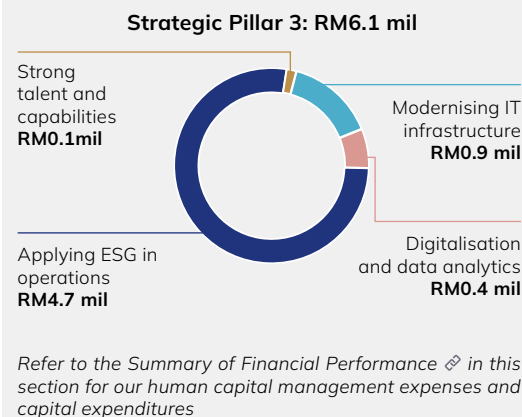 Strategic Pillar 3: RM6.1 mil
Strong
talent and
capabilities
RM0.1mil
Modernising IT
infrastructure
RM0.9 mil
Applying ESG in
operations
RM4.7 mil
Digitalisation
and data analytics
RM0.4 mil
Refer to the Summary of Financial Performance in this
section for our human capital management expenses and
capital expenditures